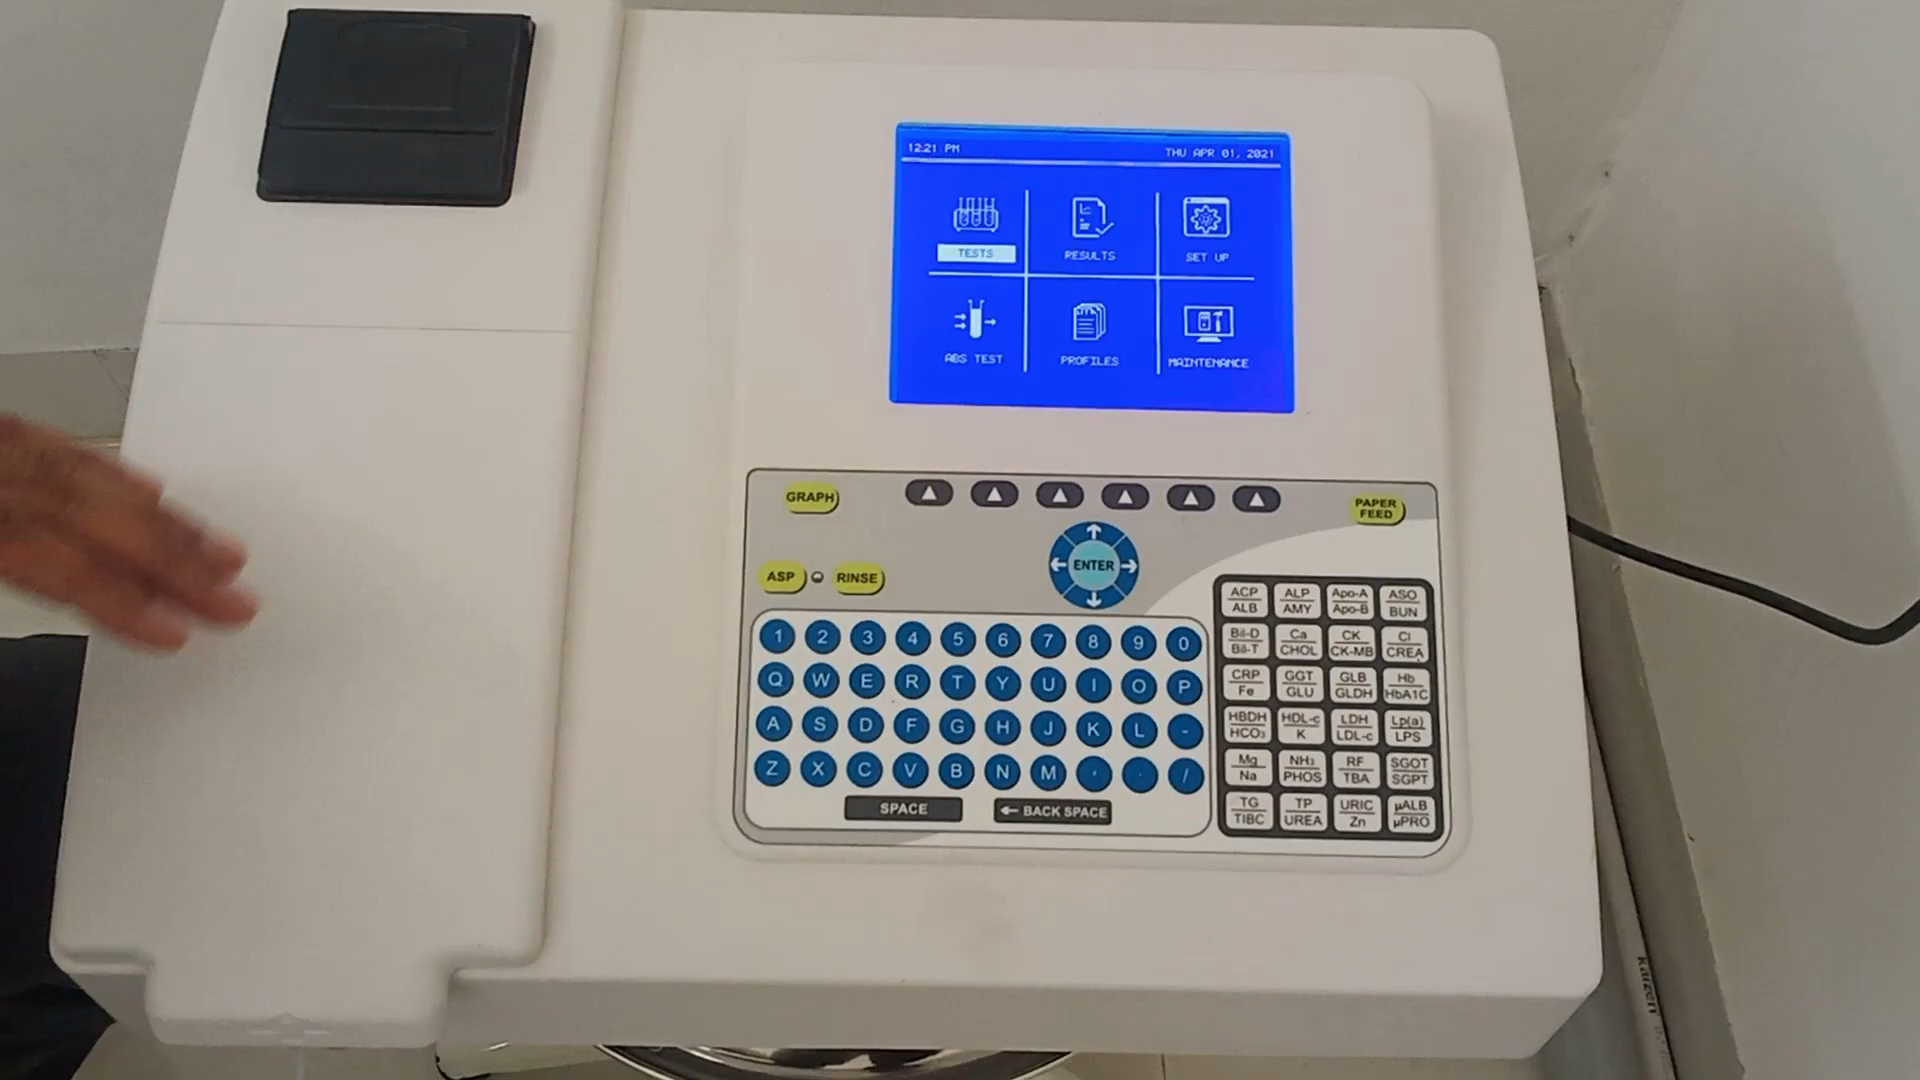 12:21 PM THU APR 01, 2021
TESTS RESULTS SET UP
ABS TEST PROFILES MAINTENANCE
GRAPH PAPER FEED
ASP RINSE ENTER
1 2 3 4 5 6 7 8 9 0
Q W E R T Y U I O P
A S D F G H J K L -
Z X C V B N M , . /
SPACE ← BACK SPACE
ACP ALP Apo-A ASO
ALB AMY Apo-B BUN
Bil-D Ca CK Cl
Bil-T CHOL CK-MB CREA
CRP GGT GLB Hb
Fe GLU GLDH HbA1C
HBDH HDL-c LDH Lp(a)
HCO₃ K LDL-c LPS
Mg NH₃ RF SGOT
Na PHOS TBA SGPT
TG TP URIC µALB
TIBC UREA Zn µPRO
kaizen